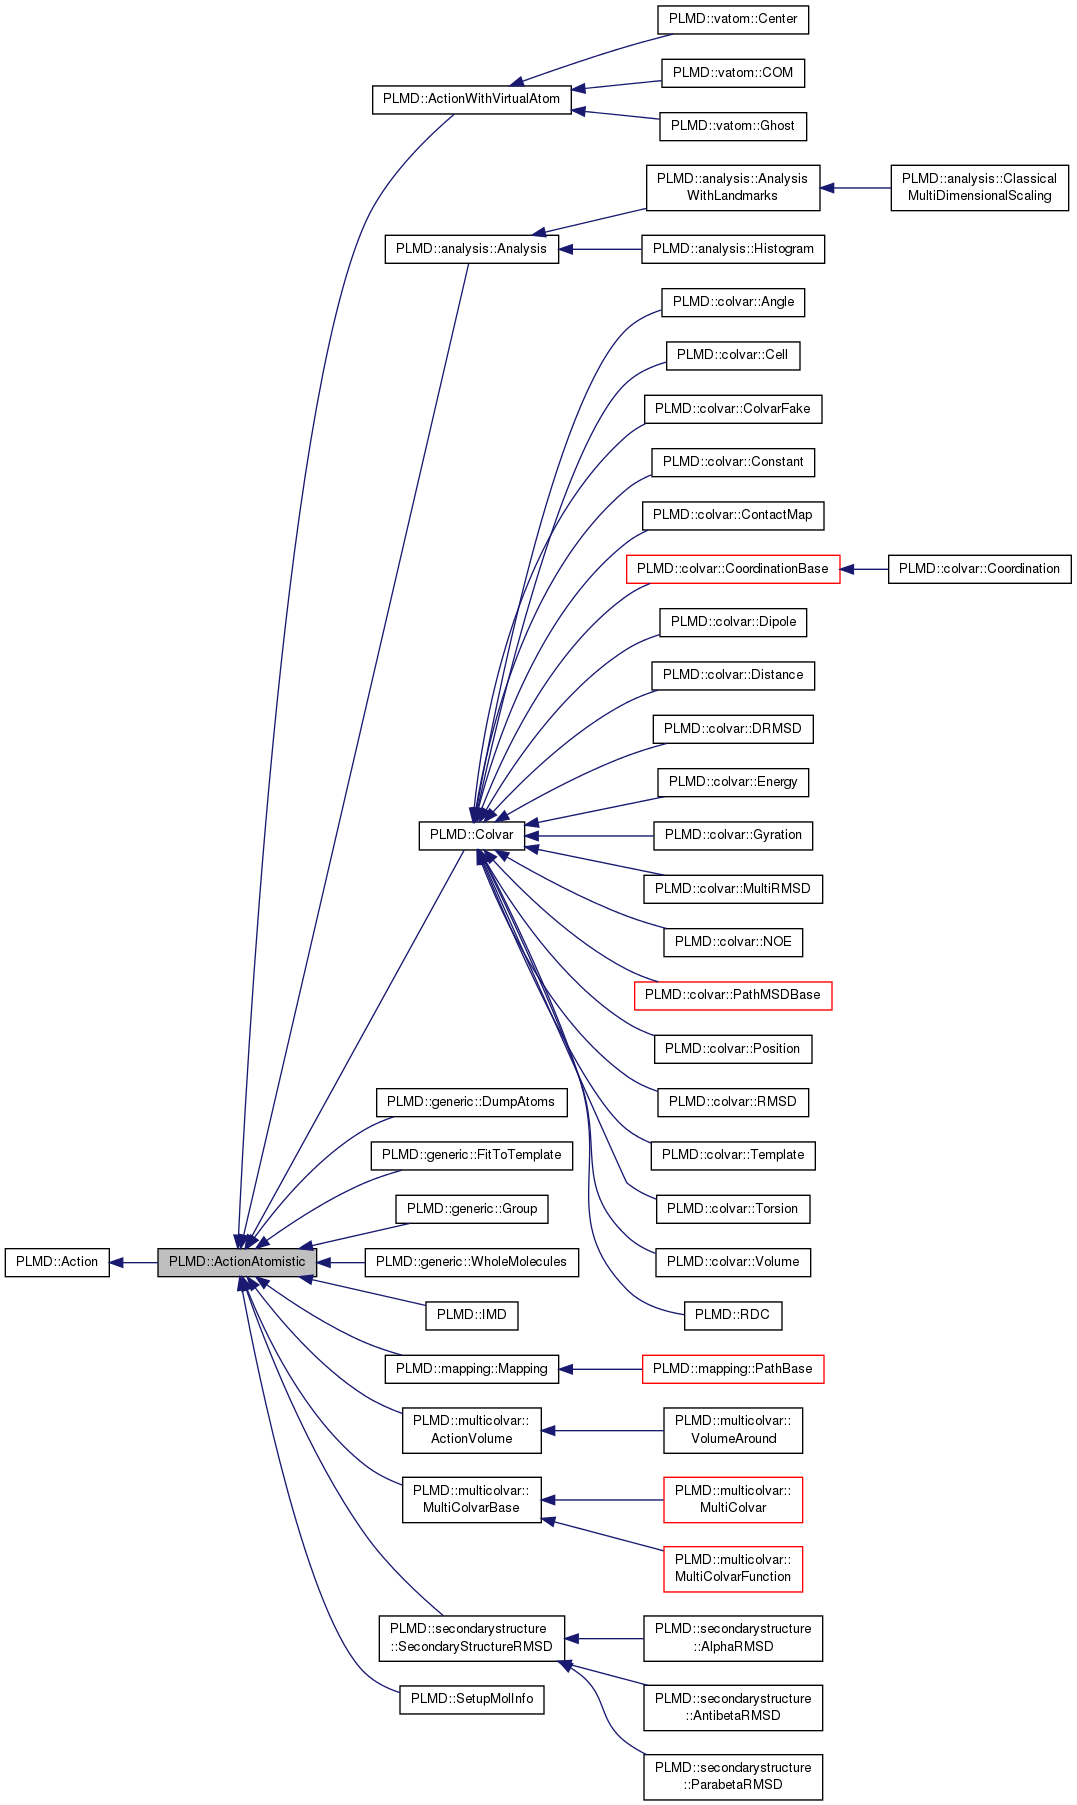 PLMD::vatom::Center
PLMD::vatom::COM
PLMD::ActionWithVirtualAtom
PLMD::vatom::Ghost
PLMD::analysis::Analysis
WithLandmarks
PLMD::analysis::Classical
MultiDimensionalScaling
PLMD::analysis::Analysis
PLMD::analysis::Histogram
PLMD::colvar::Angle
PLMD::colvar::Cell
PLMD::colvar::ColvarFake
PLMD::colvar::Constant
PLMD::colvar::ContactMap
PLMD::colvar::CoordinationBase
PLMD::colvar::Coordination
PLMD::colvar::Dipole
PLMD::colvar::Distance
PLMD::colvar::DRMSD
PLMD::colvar::Energy
PLMD::Colvar
PLMD::colvar::Gyration
PLMD::colvar::MultiRMSD
PLMD::colvar::NOE
PLMD::colvar::PathMSDBase
PLMD::colvar::Position
PLMD::colvar::RMSD
PLMD::generic::DumpAtoms
PLMD::colvar::Template
PLMD::generic::FitToTemplate
PLMD::colvar::Torsion
PLMD::generic::Group
PLMD::Action
PLMD::ActionAtomistic
PLMD::generic::WholeMolecules
PLMD::colvar::Volume
PLMD::IMD
PLMD::RDC
PLMD::mapping::Mapping
PLMD::mapping::PathBase
PLMD::multicolvar::
ActionVolume
PLMD::multicolvar::
VolumeAround
PLMD::multicolvar::
MultiColvarBase
PLMD::multicolvar::
MultiColvar
PLMD::multicolvar::
MultiColvarFunction
PLMD::secondarystructure
::SecondaryStructureRMSD
PLMD::secondarystructure
::AlphaRMSD
PLMD::SetupMolInfo
PLMD::secondarystructure
::AntibetaRMSD
PLMD::secondarystructure
::ParabetaRMSD